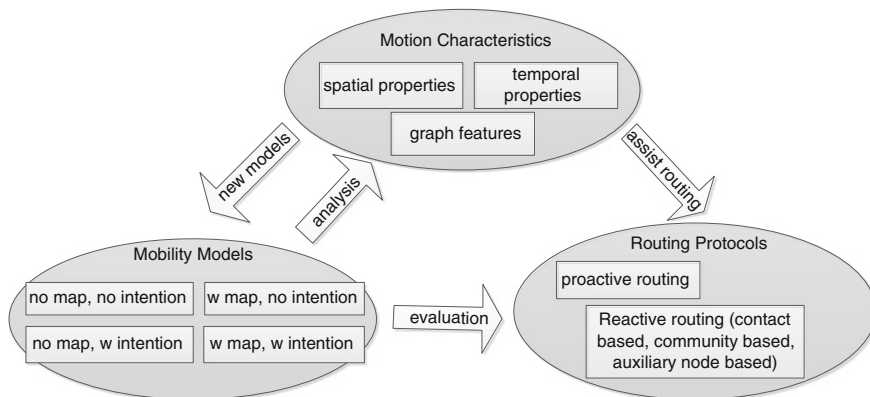 Motion Characteristics
spatial properties
temporal
properties
graph features
new models
analysis
assist routing
Mobility Models
no map, no intention
w map, no intention
no map, w intention
w map, w intention
evaluation
Routing Protocols
proactive routing
Reactive routing (contact
based, community based,
auxiliary node based)